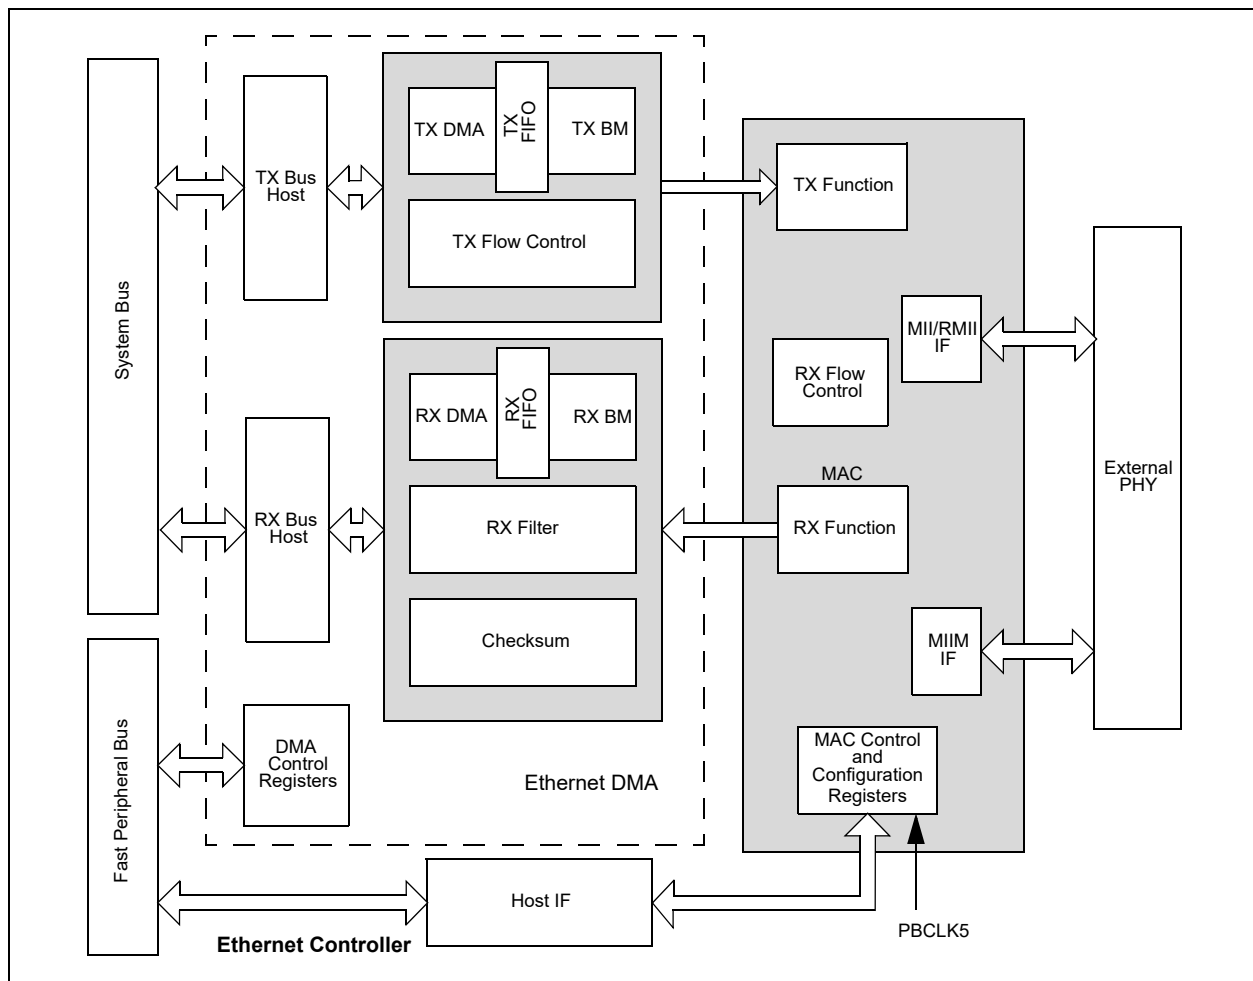 System Bus
TX Bus
Host
TX DMA
TX
FIFO
TX BM
TX Flow Control
TX Function
MII/RMII
IF
RX Flow
Control
RX DMA
RX
FIFO
RX BM
External
PHY
MAC
RX Bus
Host
RX Filter
RX Function
Checksum
MIIM
IF
Fast Peripheral Bus
DMA
Control
Registers
Ethernet DMA
MAC Control
and
Configuration
Registers
Host IF
PBCLK5
Ethernet Controller